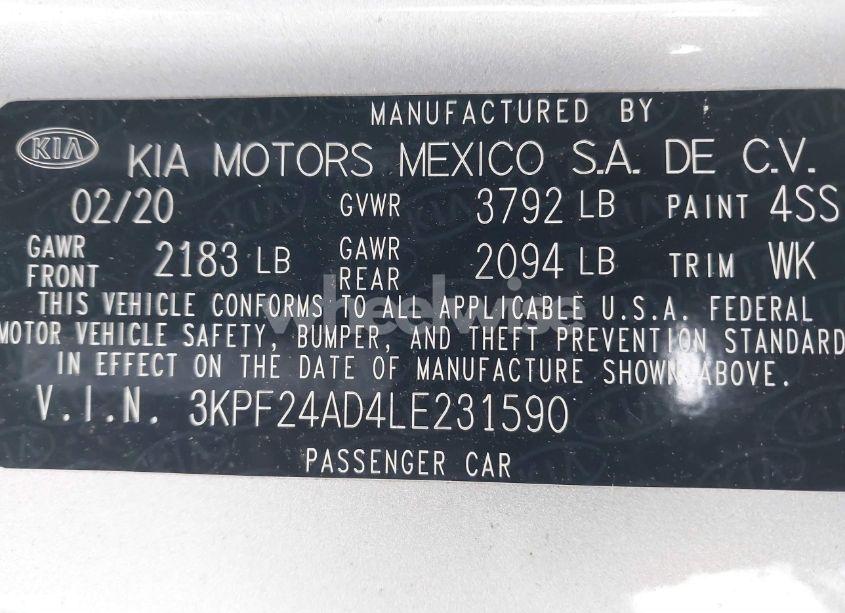 MANUFACTURED BY
KIA KIA MOTORS MEXICO S.A. DE C.V.
02/20 GVWR 3792 LB PAINT 4SS
GAWR FRONT 2183 LB GAWR REAR 2094 LB TRIM WK
THIS VEHICLE CONFORMS TO ALL APPLICABLE U.S.A. FEDERAL
MOTOR VEHICLE SAFETY, BUMPER, AND THEFT PREVENTION STANDARD
IN EFFECT ON THE DATE OF MANUFACTURE SHOWN ABOVE.
V.I.N. 3KPF24AD4LE231590
PASSENGER CAR
wheelwise